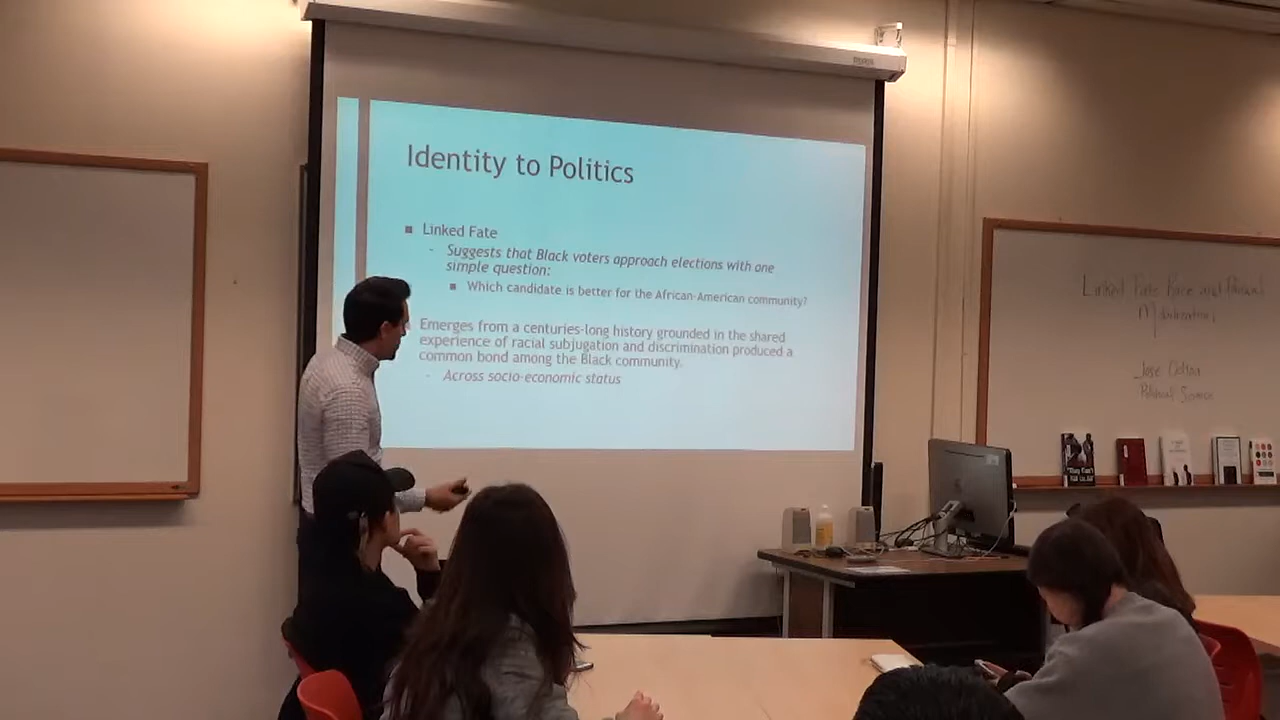 Identity to Politics
Linked Fate
- Suggests that Black voters approach elections with one
simple question:
Which candidate is better for the African-American community?
Emerges from a centuries-long history grounded in the shared
experience of racial subjugation and discrimination produced a
common bond among the Black community.
- Across socio-economic status
Linked Fate Race and
Jose
Political Science